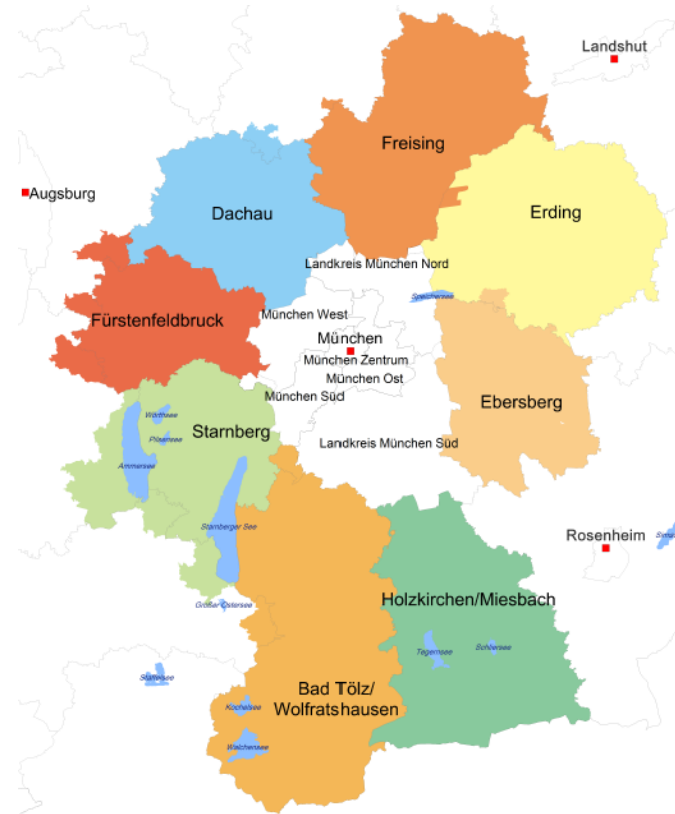 Landshut
Freising
Augsburg
Dachau
Erding
Landkreis München Nord
Speichersee
Fürstenfeldbruck
München West
München
München Zentrum
München Ost
München Süd
Ebersberg
Wörthsee
Pilsensee
Starnberg
Landkreis München Süd
Ammersee
Starnberger See
Rosenheim
Simss
Großer Ostersee
Holzkirchen/Miesbach
Tegernsee
Schliersee
Staffelsee
Bad Tölz/
Wolfratshausen
Kochelsee
Walchensee